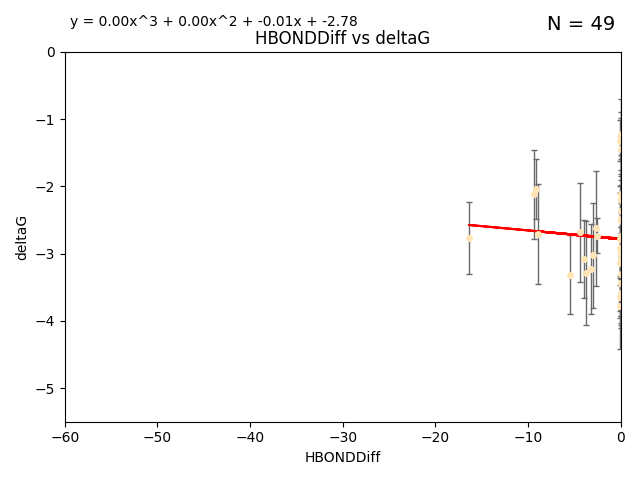 y = 0.00x^3 + 0.00x^2 + -0.01x + -2.78
N = 49
HBONDDiff vs deltaG
deltaG
0
−1
−2
−3
−4
−5
−60
−50
−40
−30
−20
−10
0
HBONDDiff